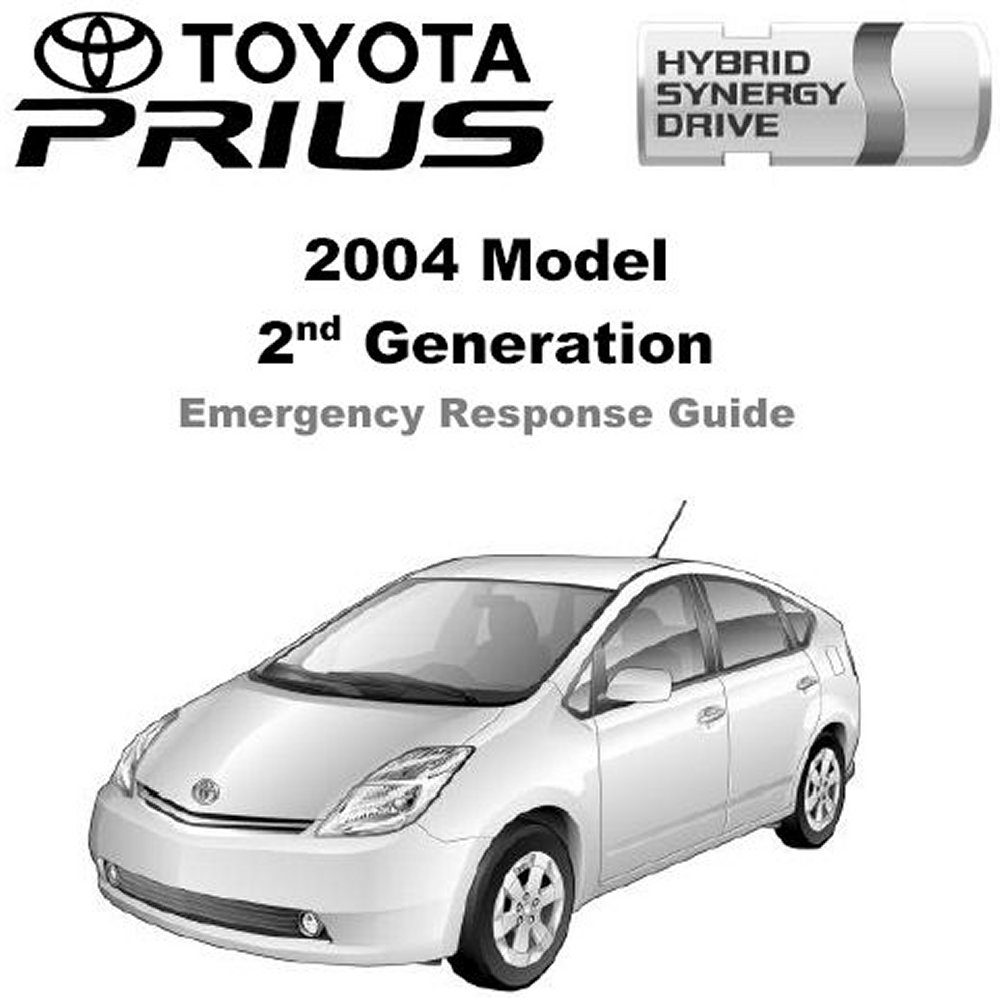 TOYOTA
PRIUS
HYBRID
SYNERGY
DRIVE
2004 Model
2nd Generation
Emergency Response Guide